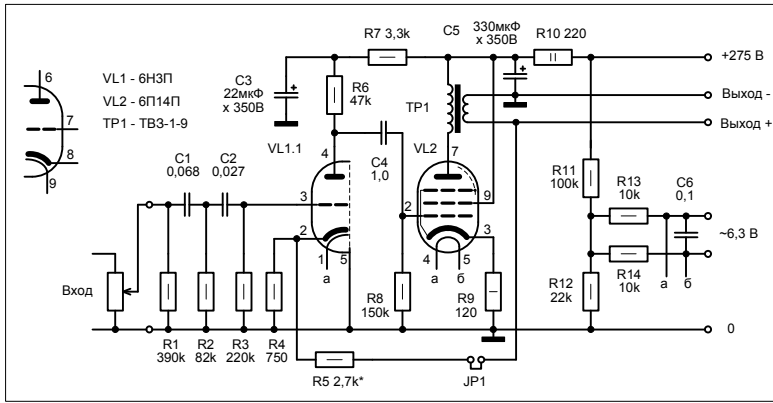 R7 3,3k
C5
330мкФ
x 350В
R10 220
+275 В
6
7
8
9
VL1 - 6Н3П
VL2 - 6П14П
TP1 - ТВЗ-1-9
C3
22мкФ
x 350В
R6
47k
TP1
Выход -
Выход +
C1
0,068
C2
0,027
VL1.1
4
3
2
1
5
а
C4
1,0
VL2
7
9
2
3
4
5
а
б
R11
100k
R13
10k
C6
0,1
~6,3 В
R14
10k
а
б
R12
22k
Вход
R8
150k
R9
120
0
R1
390k
R2
82k
R3
220k
R4
750
R5 2,7k*
JP1